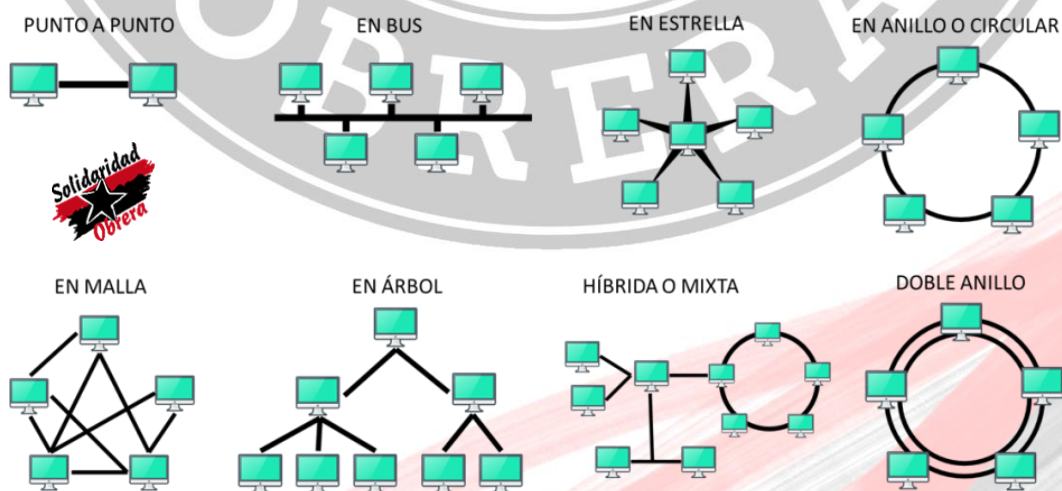 PUNTO A PUNTO
EN BUS
EN ESTRELLA
EN ANILLO O CIRCULAR
OBRERA
Solidaridad
Obrera
EN MALLA
EN ÁRBOL
HÍBRIDA O MIXTA
DOBLE ANILLO